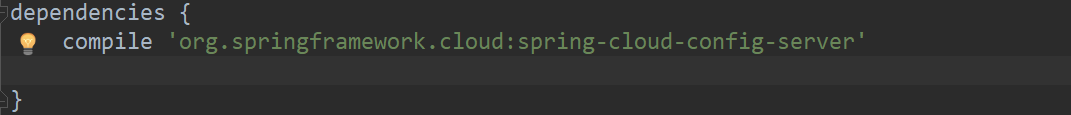 dependencies {
compile 'org.springframework.cloud:spring-cloud-config-server'
}